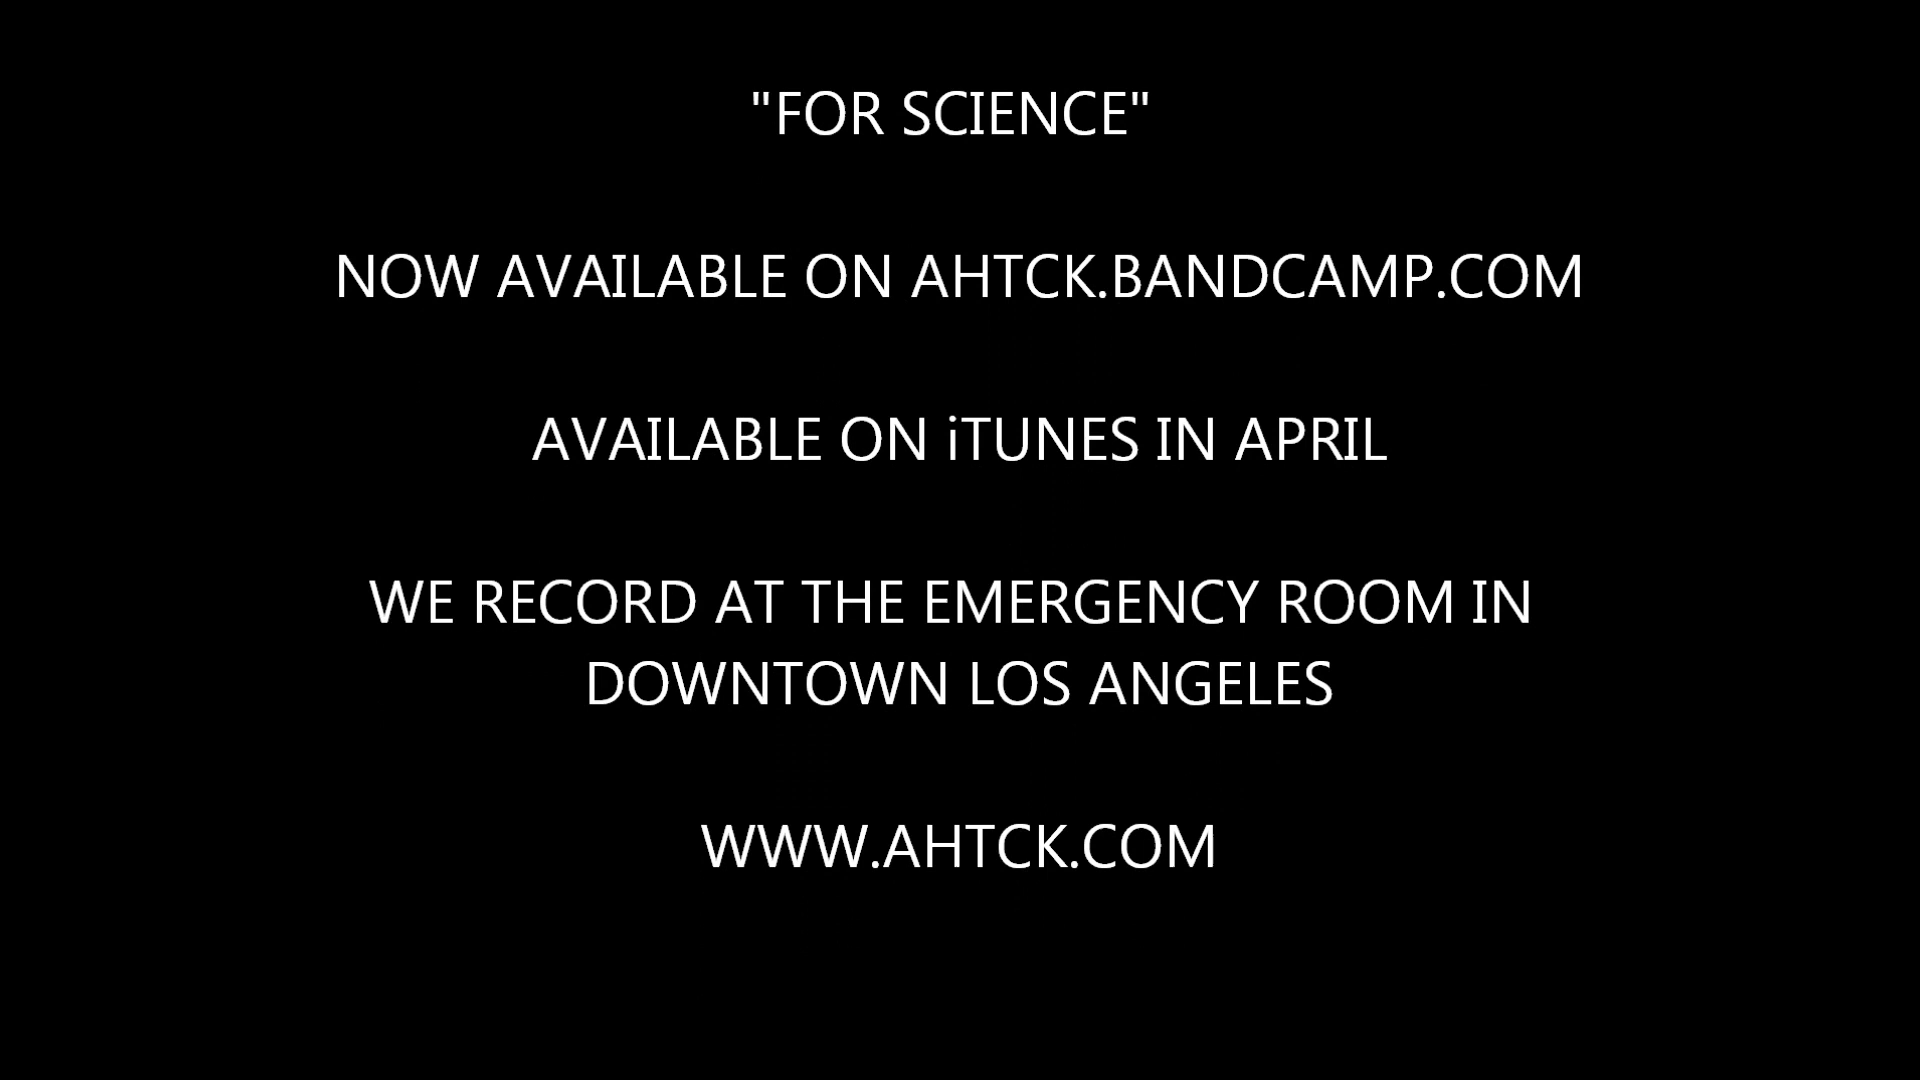 "FOR SCIENCE"
NOW AVAILABLE ON AHTCK.BANDCAMP.COM
AVAILABLE ON iTUNES IN APRIL
WE RECORD AT THE EMERGENCY ROOM IN
DOWNTOWN LOS ANGELES
WWW.AHTCK.COM